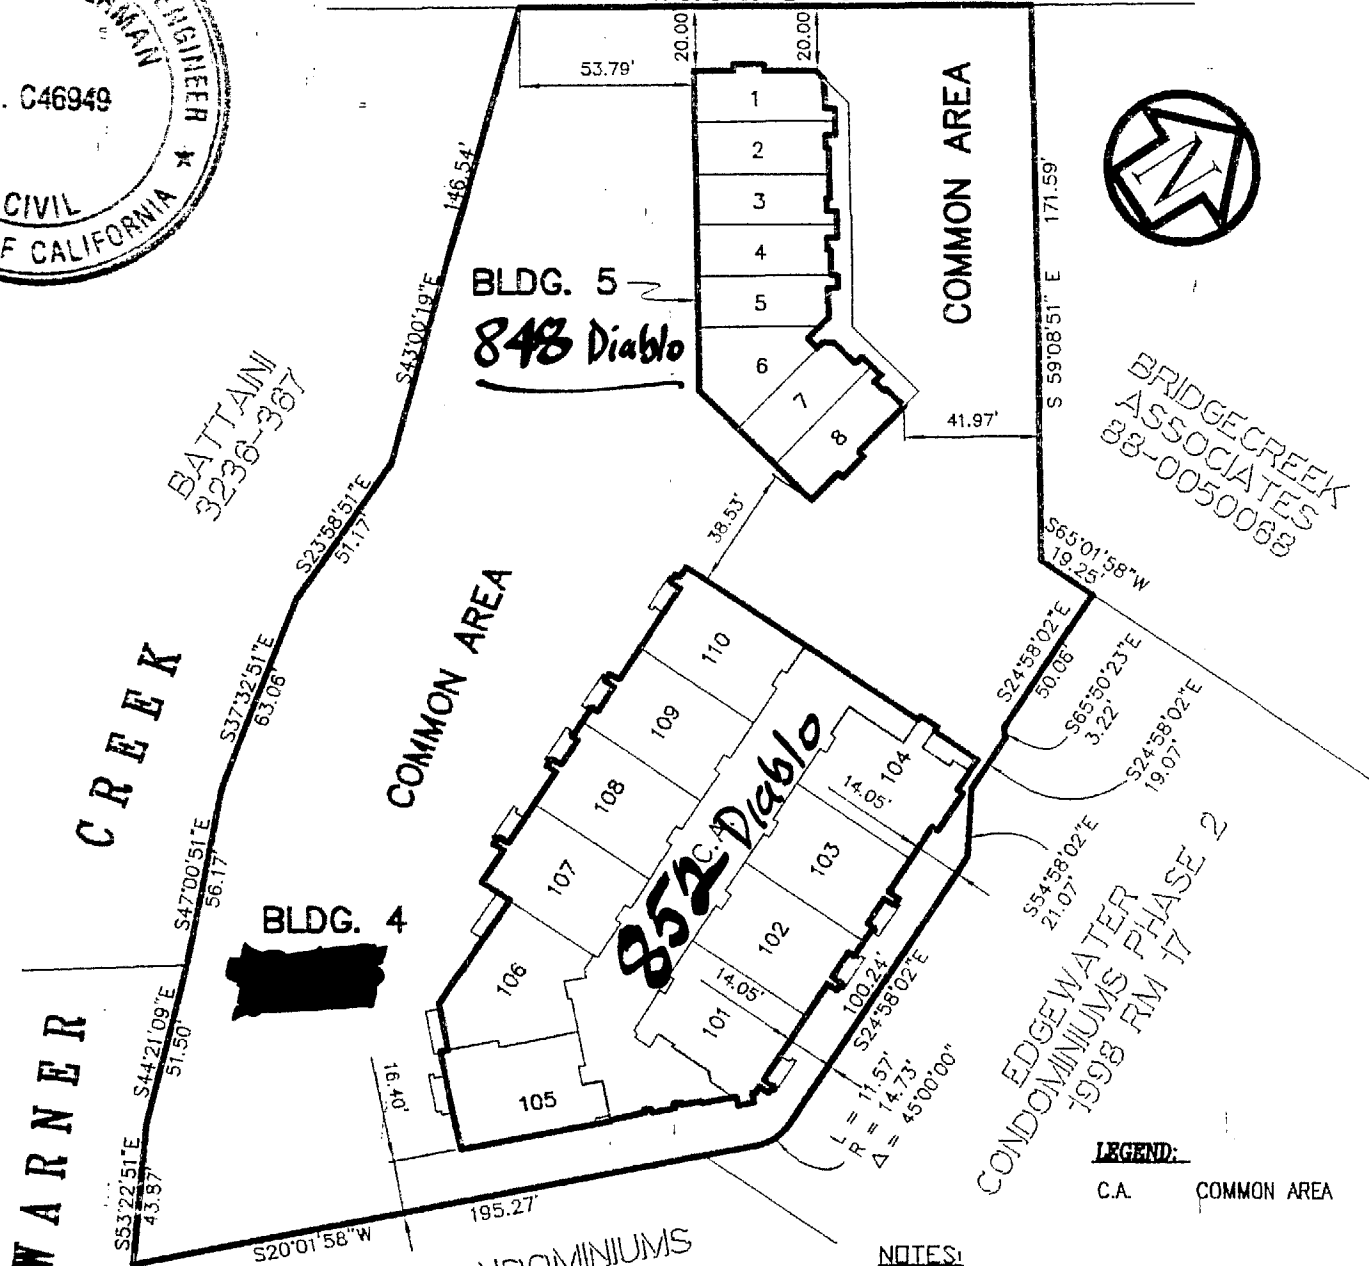 ENGINEER ★
C46949
CIVIL
F CALIFORNIA
53.79'
20.00
20.00
1
2
3
4
5
6
7
8
COMMON AREA
171.59'
S 59°08'51" E
N
146.54'
S43°00'19"E
BLDG. 5
848 Diablo
BATTAINI
3236-367
BRIDGECREEK
ASSOCIATES
88-0050068
41.97'
38.53'
S23°58'51"E
51.17'
S65°01'58"W
19.25'
COMMON AREA
S37°32'51"E
63.06'
S24°58'02"E
50.06'
S65°50'23"E
3.22'
S24°58'02"E
19.07'
110
109
108
107
106
105
104
103
102
101
14.05'
14.05'
C.A.
852 Diablo
WARNER CREEK
S47°00'51"E
56.17'
BLDG. 4
S54°58'02"E
21.07'
EDGEWATER
CONDOMINIUMS PHASE 2
1998 RM 17
100.24'
S24°58'02"E
S44°21'09"E
51.50'
16.40'
L = 11.57'
R = 14.73'
Δ = 45°00'00"
S53°22'51"E
43.87'
195.27'
S20°01'58"W
LEGEND:
C.A. COMMON AREA
NOTES: